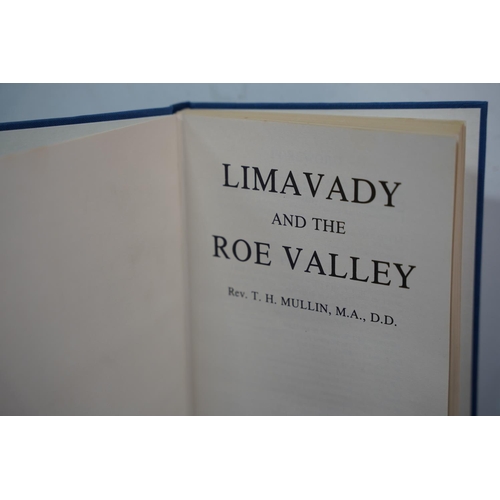 LIMAVADY
AND THE
ROE VALLEY
Rev. T. H. MULLIN, M.A., D.D.